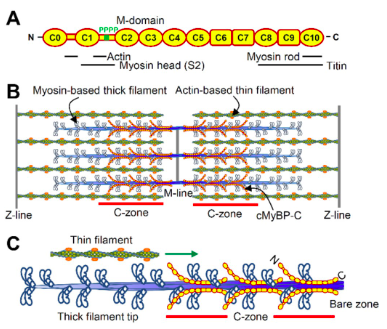 A
PPPP M-domain
N C0 C1 C2 C3 C4 C5 C6 C7 C8 C9 C10 C
Actin Myosin rod
Myosin head (S2) Titin
B
Myosin-based thick filament Actin-based thin filament
M-line
Z-line C-zone C-zone cMyBP-C Z-line
C
Thin filament
N
C
Bare zone
Thick filament tip C-zone